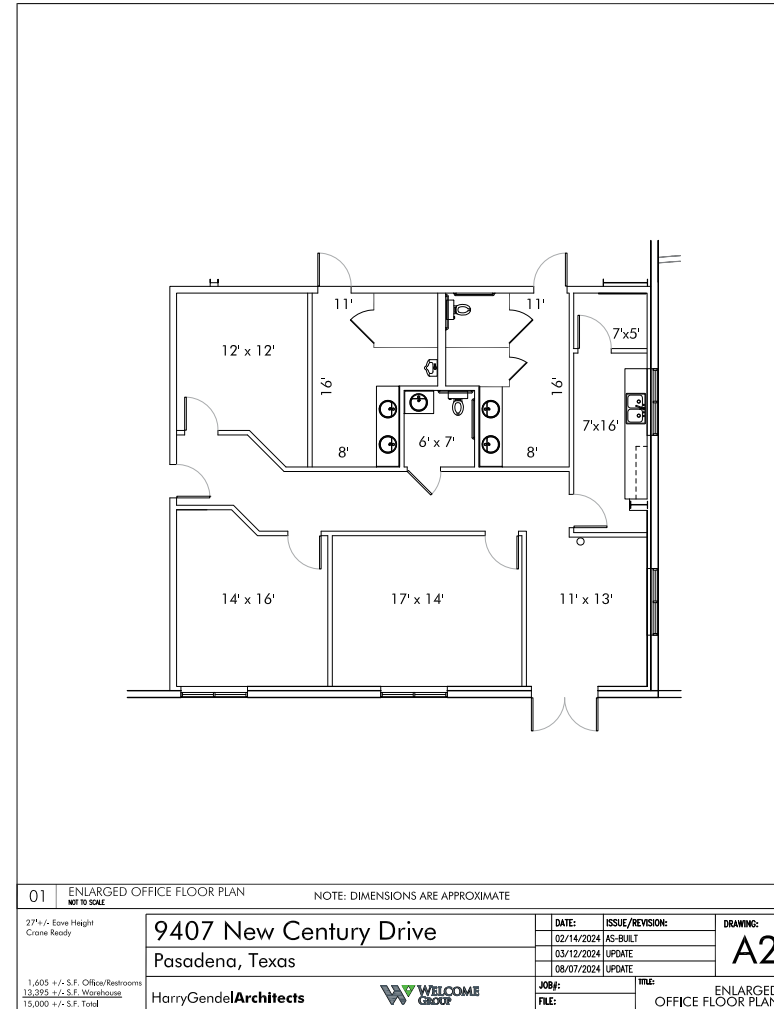 11'
11'
7'x5'
12' x 12'
16'
16'
7'x16'
6' x 7'
8'
8'
14' x 16'
17' x 14'
11' x 13'
01 ENLARGED OFFICE FLOOR PLAN
NOT TO SCALE
NOTE: DIMENSIONS ARE APPROXIMATE
27'+/- Eave Height
Crane Ready
1,605 +/- S.F. Office/Restrooms
13,395 +/- S.F. Warehouse
15,000 +/- S.F. Total
9407 New Century Drive
Pasadena, Texas
HarryGendelArchitects
WELCOME
GROUP
DATE: ISSUE/REVISION:
02/14/2024 AS-BUILT
03/12/2024 UPDATE
08/07/2024 UPDATE
JOB#:
FILE:
DRAWING:
A2
TITLE:
ENLARGED
OFFICE FLOOR PLAN